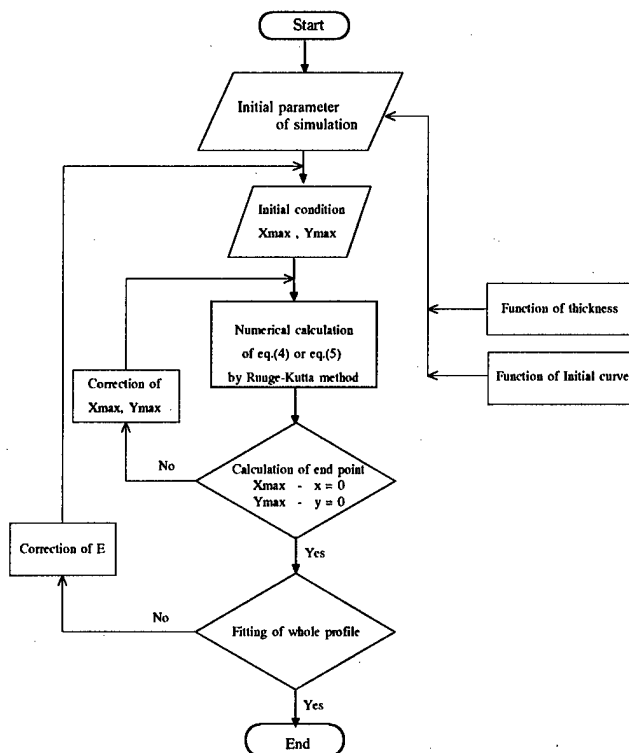 Start
Initial parameter
of simulation
Initial condition
Xmax , Ymax
Numerical calculation
of eq.(4) or eq.(5)
by Runge-Kutta method
Function of thickness
Function of Initial curve
Correction of
Xmax, Ymax
No
Calculation of end point
Xmax - x = 0
Ymax - y = 0
Yes
Correction of E
No
Fitting of whole profile
Yes
End